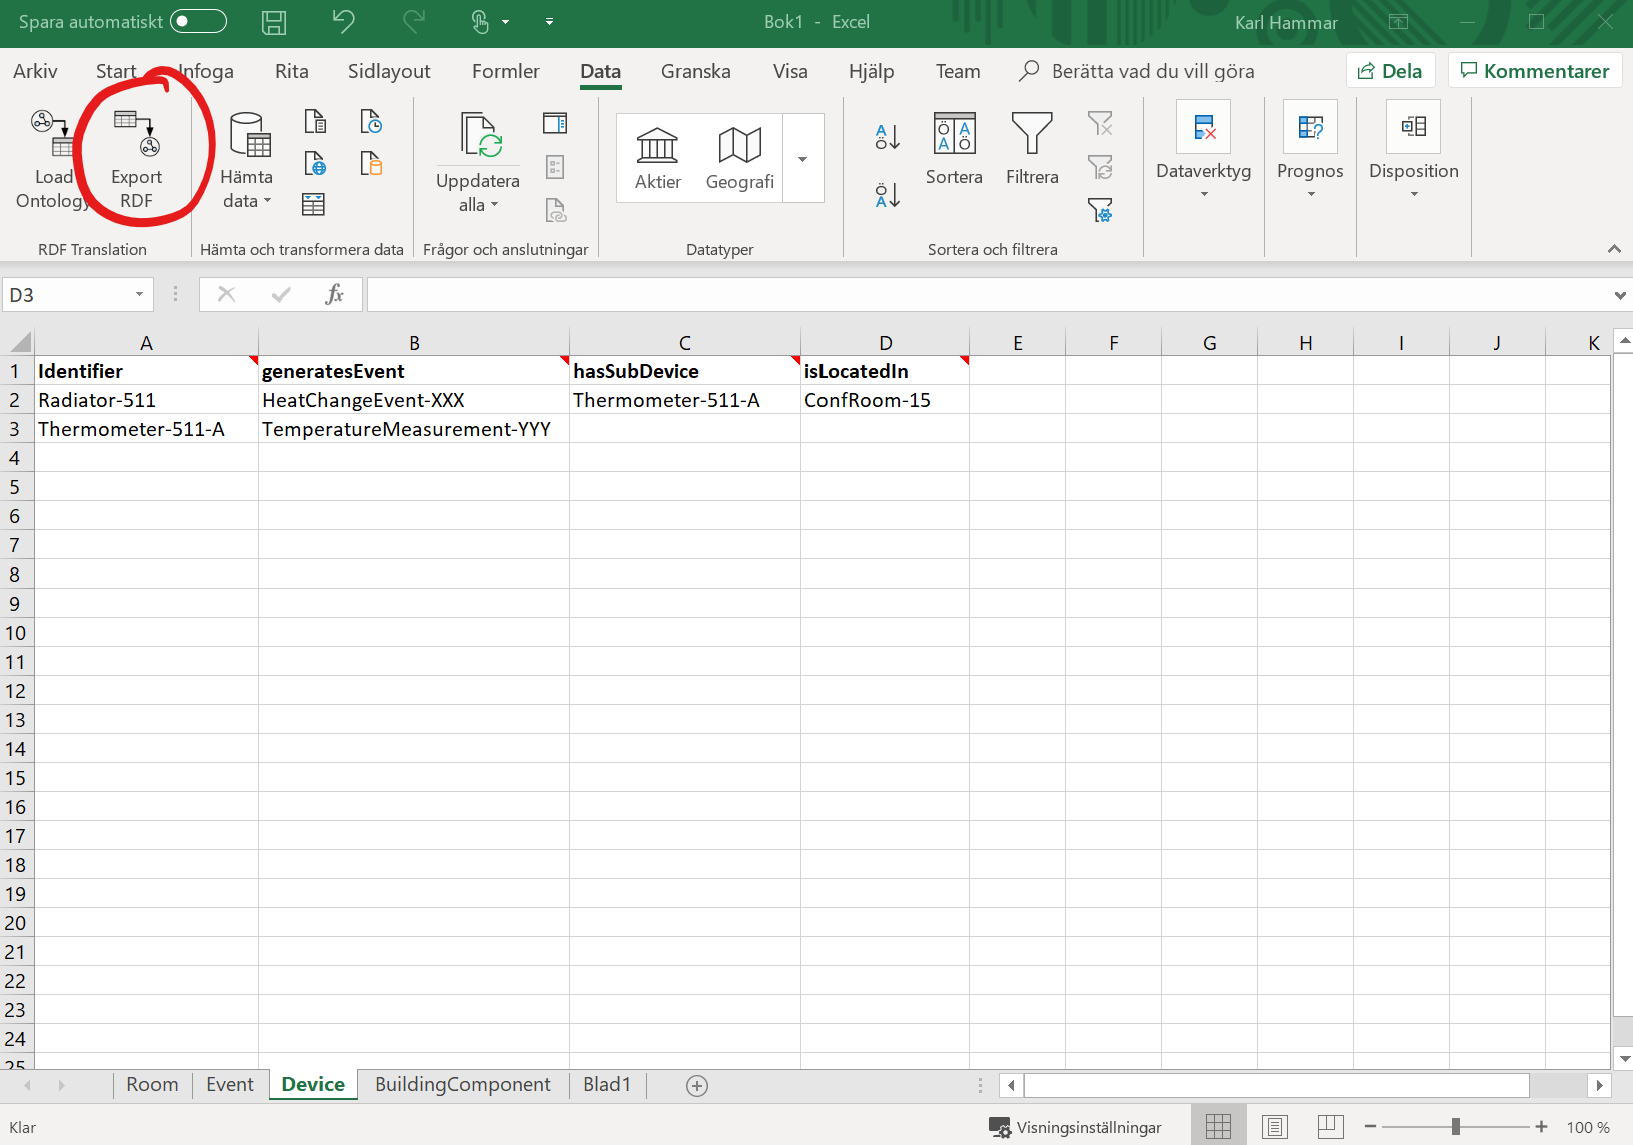 Spara automatiskt
Bok1 - Excel
Karl Hammar
Arkiv Start Infoga Rita Sidlayout Formler Data Granska Visa Hjälp Team Berätta vad du vill göra Dela Kommentarer
Load Ontology
Export RDF
RDF Translation
Hämta data
Hämta och transformera data
Uppdatera alla
Frågor och anslutningar
Aktier Geografi
Datatyper
Sortera Filtrera
Sortera och filtrera
Dataverktyg
Prognos
Disposition
D3 fx
A B C D E F G H I J K
1 Identifier generatesEvent hasSubDevice isLocatedIn
2 Radiator-511 HeatChangeEvent-XXX Thermometer-511-A ConfRoom-15
3 Thermometer-511-A TemperatureMeasurement-YYY
4
5
6
7
8
9
10
11
12
13
14
15
16
17
18
19
20
21
22
23
24
25
Room Event Device BuildingComponent Blad1
Klar
Visningsinställningar
100 %